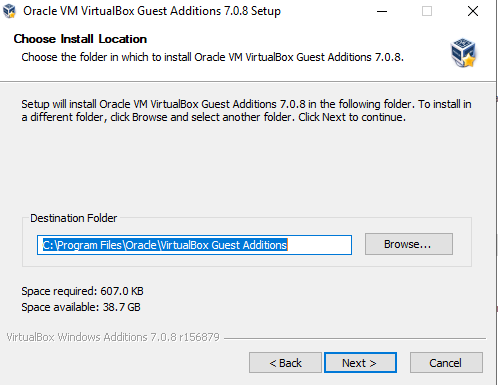 Oracle VM VirtualBox Guest Additions 7.0.8 Setup
Choose Install Location
Choose the folder in which to install Oracle VM VirtualBox Guest Additions 7.0.8.
Setup will install Oracle VM VirtualBox Guest Additions 7.0.8 in the following folder. To install in
a different folder, click Browse and select another folder. Click Next to continue.
Destination Folder
C:\Program Files\Oracle\VirtualBox Guest Additions
Browse...
Space required: 607.0 KB
Space available: 38.7 GB
VirtualBox Windows Additions 7.0.8 r156879
< Back
Next >
Cancel